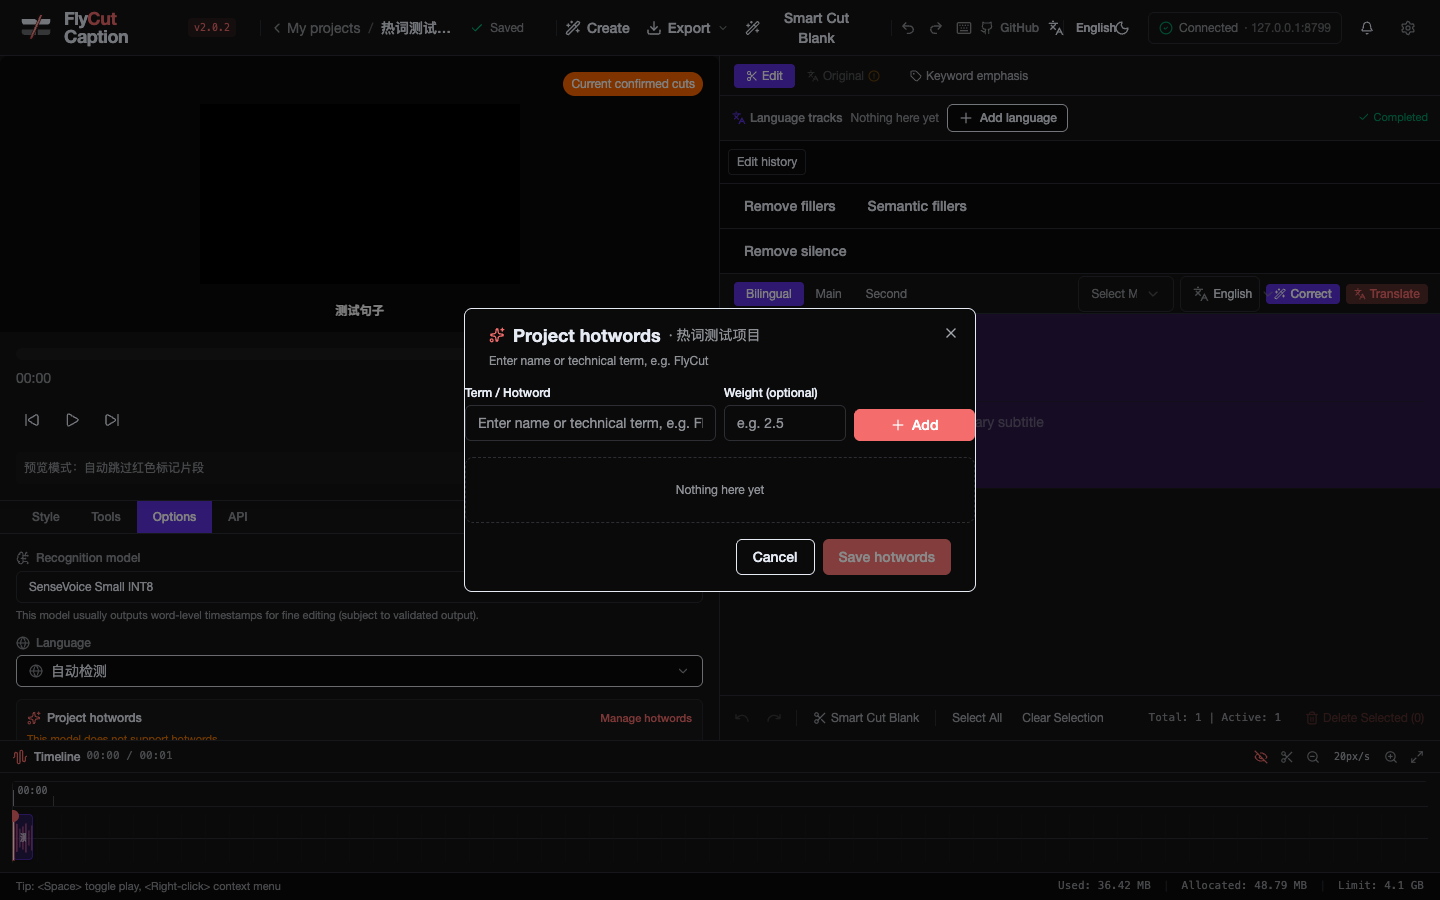 FlyCut
Caption
v2.0.2
My projects / 热词测试...
Saved
Create
Export
Smart Cut
Blank
GitHub
English
Connected · 127.0.0.1:8799
Current confirmed cuts
测试句子
00:00
预览模式: 自动跳过红色标记片段
Style Tools Options API
Recognition model
SenseVoice Small INT8
This model usually outputs word-level timestamps for fine editing (subject to validated output).
Language
自动检测
Project hotwords
Manage hotwords
This model does not support hotwords
Edit Original Keyword emphasis
Language tracks Nothing here yet Add language
Completed
Edit history
Remove fillers Semantic fillers
Remove silence
Bilingual Main Second
Select M
English
Correct
Translate
ary subtitle
Project hotwords · 热词测试项目
Enter name or technical term, e.g. FlyCut
Term / Hotword
Weight (optional)
Enter name or technical term, e.g. Fl
e.g. 2.5
Add
Nothing here yet
Cancel
Save hotwords
Smart Cut Blank Select All Clear Selection
Total: 1 | Active: 1
Delete Selected (0)
Timeline 00:00 / 00:01
20px/s
00:00
Tip: <Space> toggle play, <Right-click> context menu
Used: 36.42 MB
Allocated: 48.79 MB
Limit: 4.1 GB